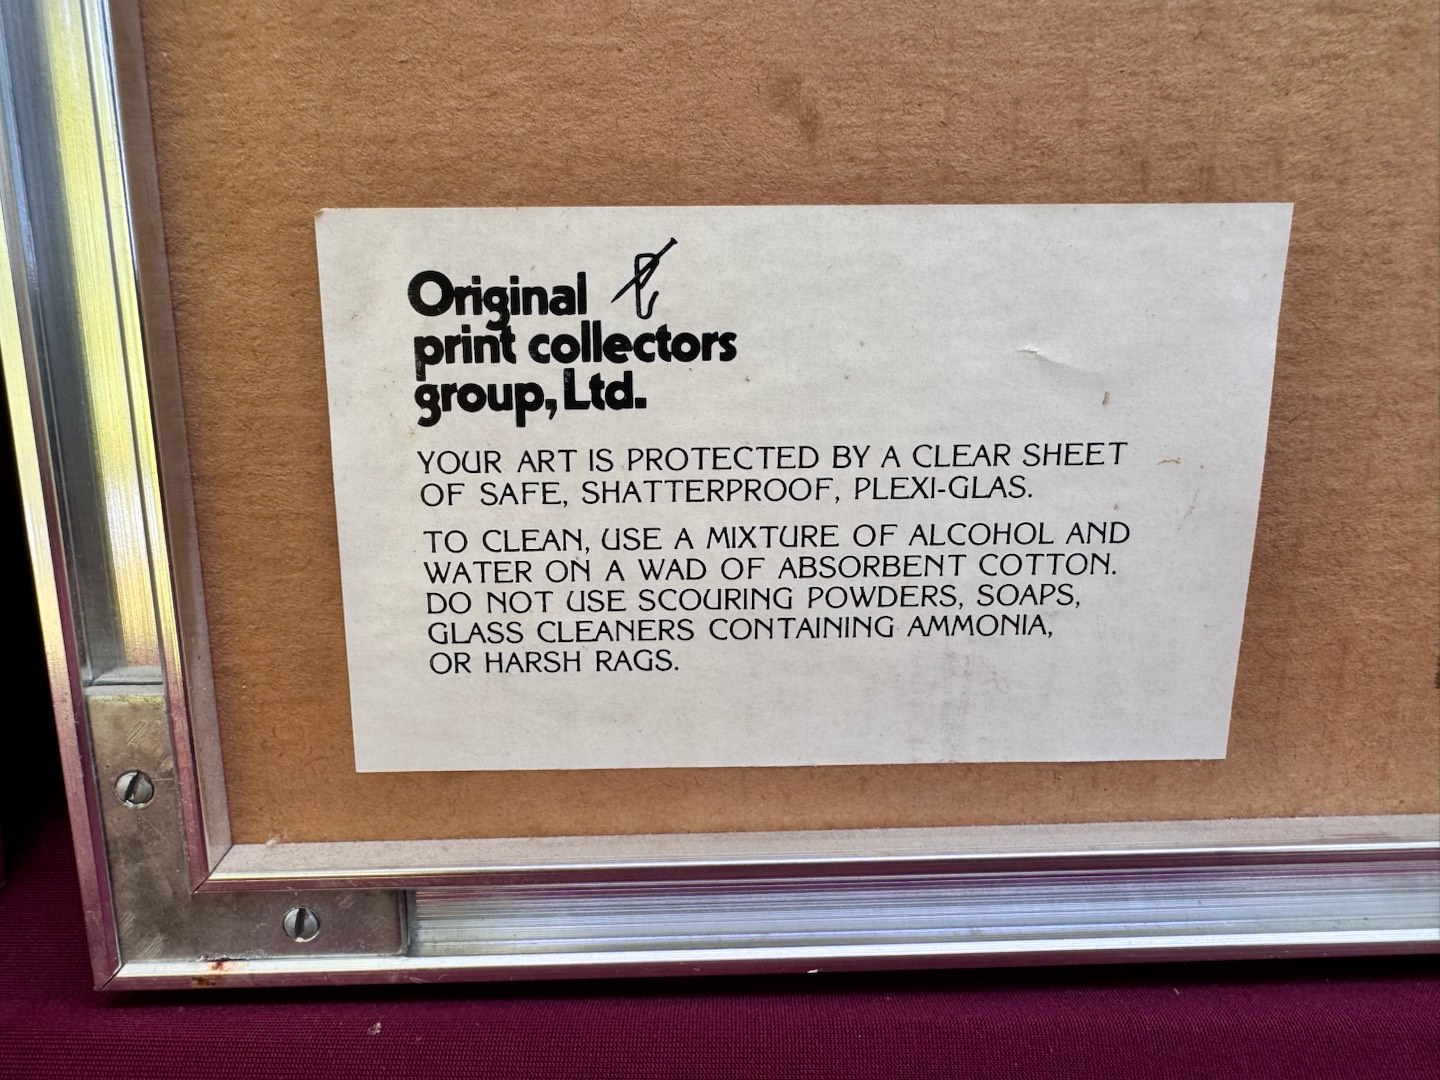 Original
print collectors
group, Ltd.
YOUR ART IS PROTECTED BY A CLEAR SHEET
OF SAFE, SHATTERPROOF, PLEXI-GLAS.
TO CLEAN, USE A MIXTURE OF ALCOHOL AND
WATER ON A WAD OF ABSORBENT COTTON.
DO NOT USE SCOURING POWDERS, SOAPS,
GLASS CLEANERS CONTAINING AMMONIA,
OR HARSH RAGS.